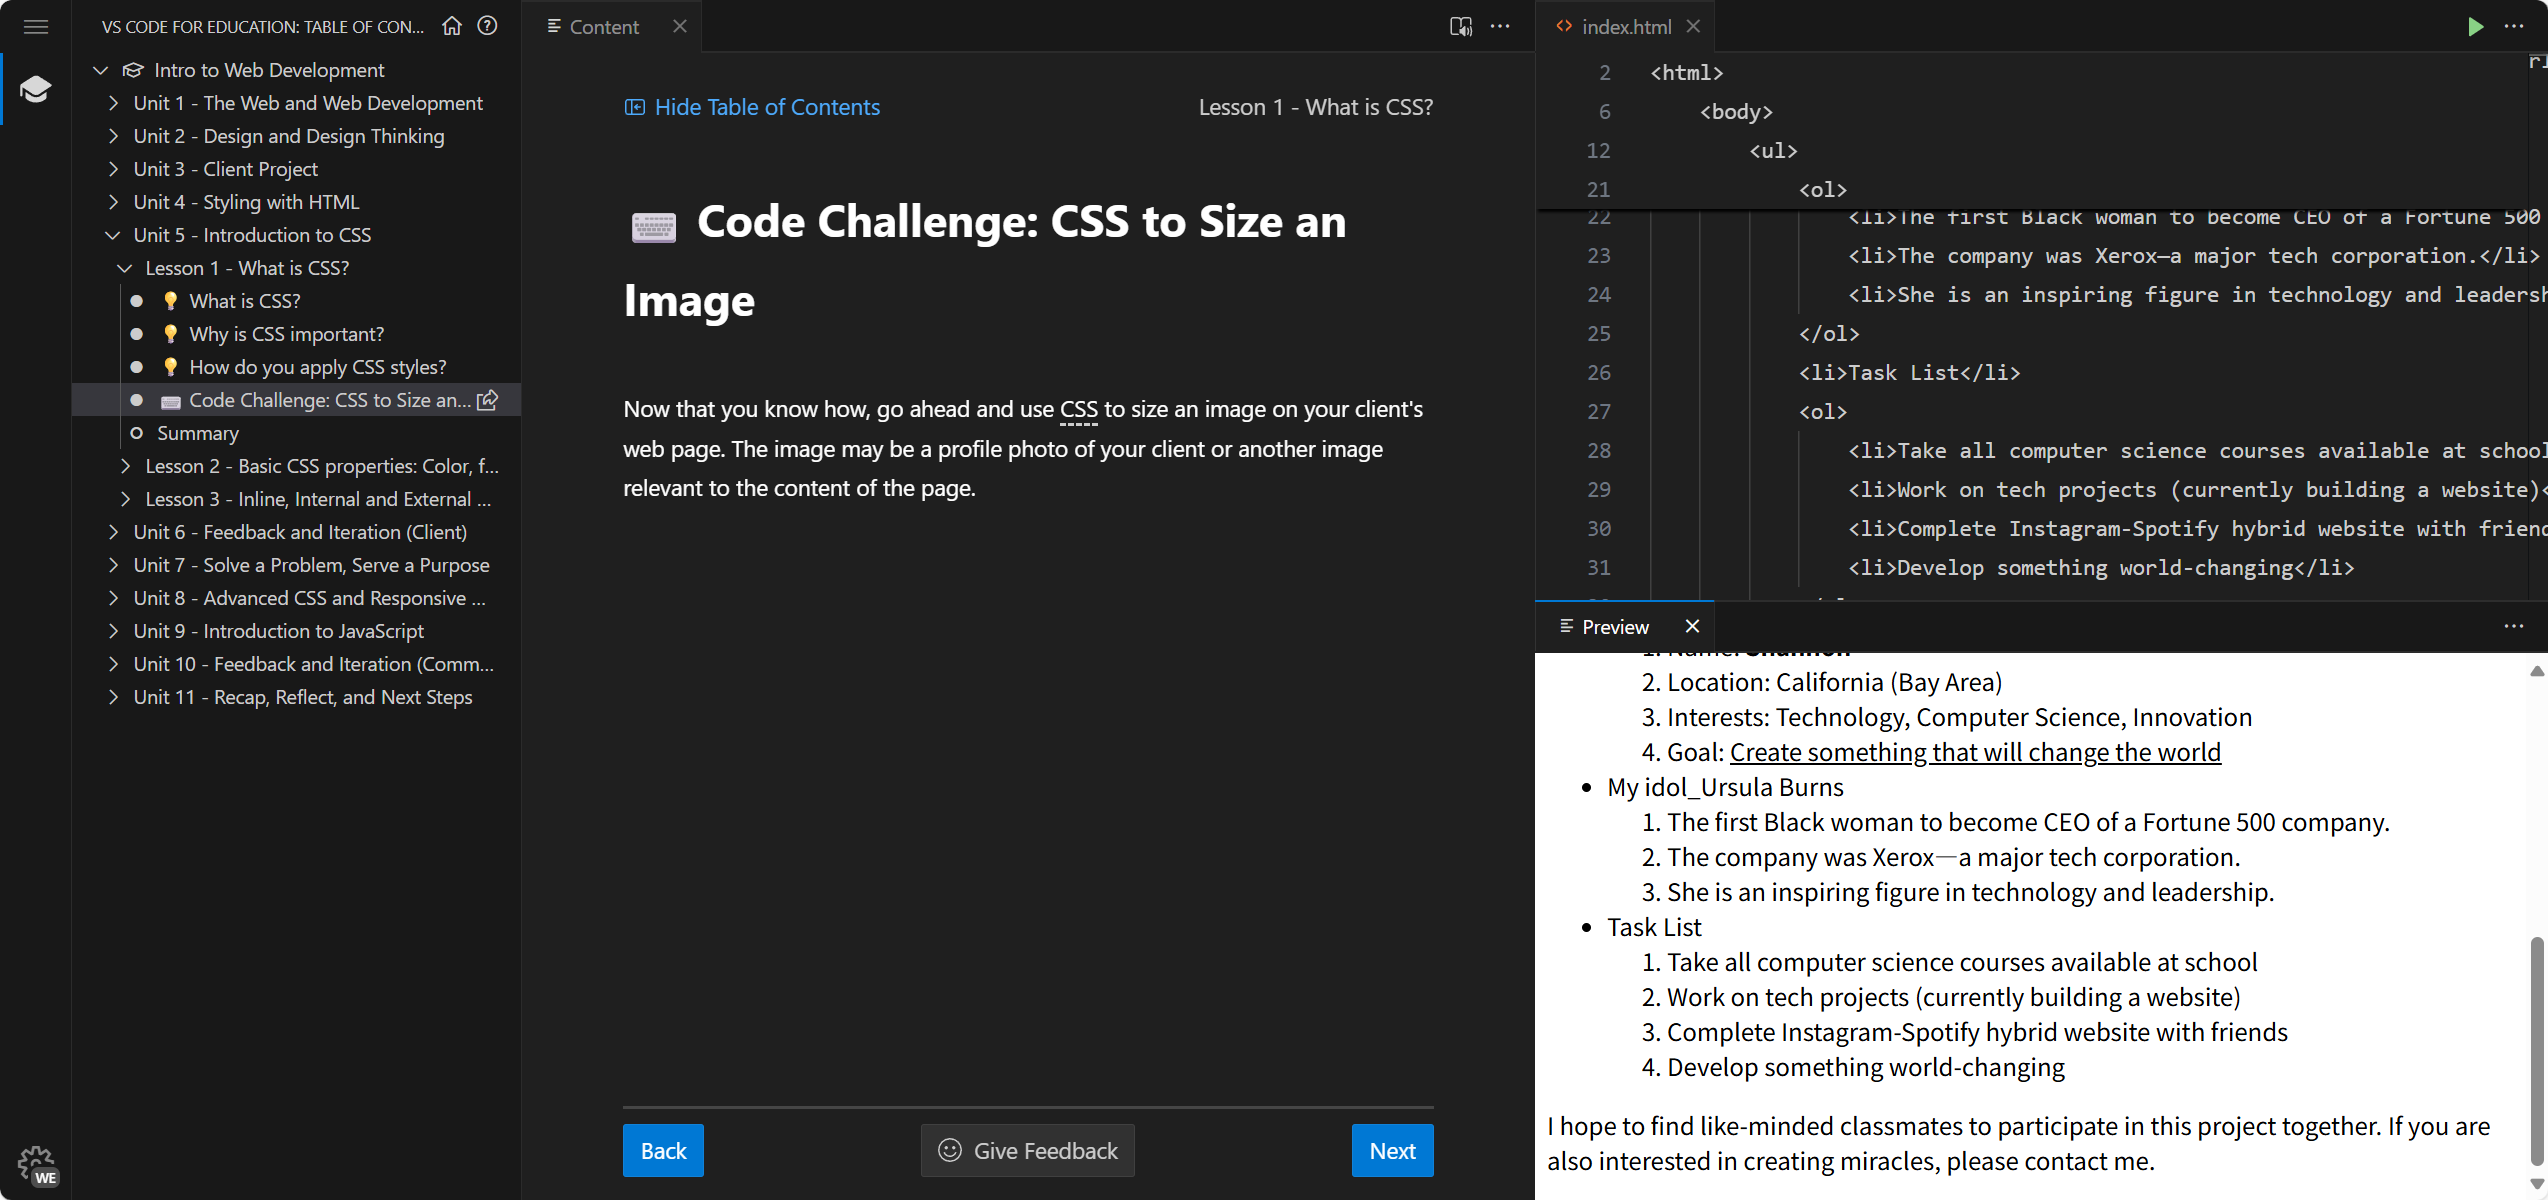 VS CODE FOR EDUCATION: TABLE OF CON...
Intro to Web Development
Unit 1 - The Web and Web Development
Unit 2 - Design and Design Thinking
Unit 3 - Client Project
Unit 4 - Styling with HTML
Unit 5 - Introduction to CSS
Lesson 1 - What is CSS?
What is CSS?
Why is CSS important?
How do you apply CSS styles?
Code Challenge: CSS to Size an...
Summary
Lesson 2 - Basic CSS properties: Color, f...
Lesson 3 - Inline, Internal and External ...
Unit 6 - Feedback and Iteration (Client)
Unit 7 - Solve a Problem, Serve a Purpose
Unit 8 - Advanced CSS and Responsive ...
Unit 9 - Introduction to JavaScript
Unit 10 - Feedback and Iteration (Comm...
Unit 11 - Recap, Reflect, and Next Steps
WE
Content
Hide Table of Contents
Lesson 1 - What is CSS?
Code Challenge: CSS to Size an
Image
Now that you know how, go ahead and use CSS to size an image on your client's
web page. The image may be a profile photo of your client or another image
relevant to the content of the page.
Back
Give Feedback
Next
index.html
2 <html>
6 <body>
12 <ul>
21 <ol>
22 <li>The first Black woman to become CEO of a Fortune 500
23 <li>The company was Xerox—a major tech corporation.</li>
24 <li>She is an inspiring figure in technology and leadersh
25 </ol>
26 <li>Task List</li>
27 <ol>
28 <li>Take all computer science courses available at school
29 <li>Work on tech projects (currently building a website)<
30 <li>Complete Instagram-Spotify hybrid website with friend
31 <li>Develop something world-changing</li>
Preview
1. Name: Shannon
2. Location: California (Bay Area)
3. Interests: Technology, Computer Science, Innovation
4. Goal: Create something that will change the world
• My idol_Ursula Burns
1. The first Black woman to become CEO of a Fortune 500 company.
2. The company was Xerox—a major tech corporation.
3. She is an inspiring figure in technology and leadership.
• Task List
1. Take all computer science courses available at school
2. Work on tech projects (currently building a website)
3. Complete Instagram-Spotify hybrid website with friends
4. Develop something world-changing
I hope to find like-minded classmates to participate in this project together. If you are
also interested in creating miracles, please contact me.